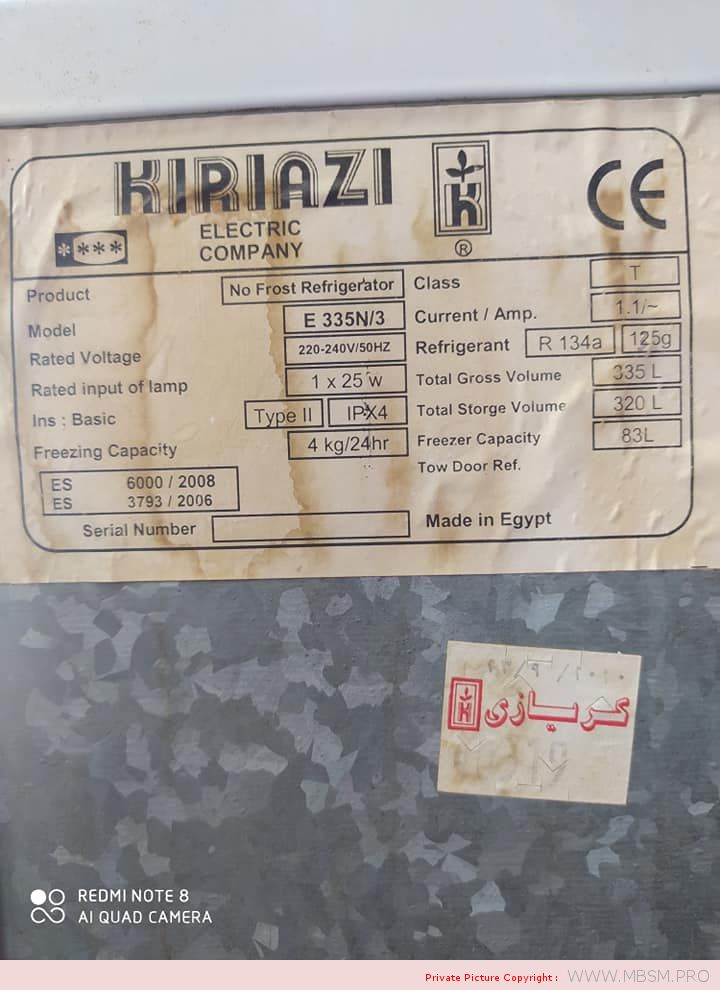 KIRIAZI
ELECTRIC
COMPANY
K
®
CE
****
Product No Frost Refrigerator
Model E 335N/3
Rated Voltage 220-240V/50HZ
Rated input of lamp 1 x 25 w
Ins : Basic Type II IPX4
Freezing Capacity 4 kg/24hr
ES 6000 / 2008
ES 3793 / 2006
Serial Number
Class T
Current / Amp. 1.1/~
Refrigerant R 134a 125g
Total Gross Volume 335 L
Total Storge Volume 320 L
Freezer Capacity 83L
Tow Door Ref.
Made in Egypt
كريازى
K
REDMI NOTE 8
AI QUAD CAMERA
Private Picture Copyright : WWW.MBSM.PRO